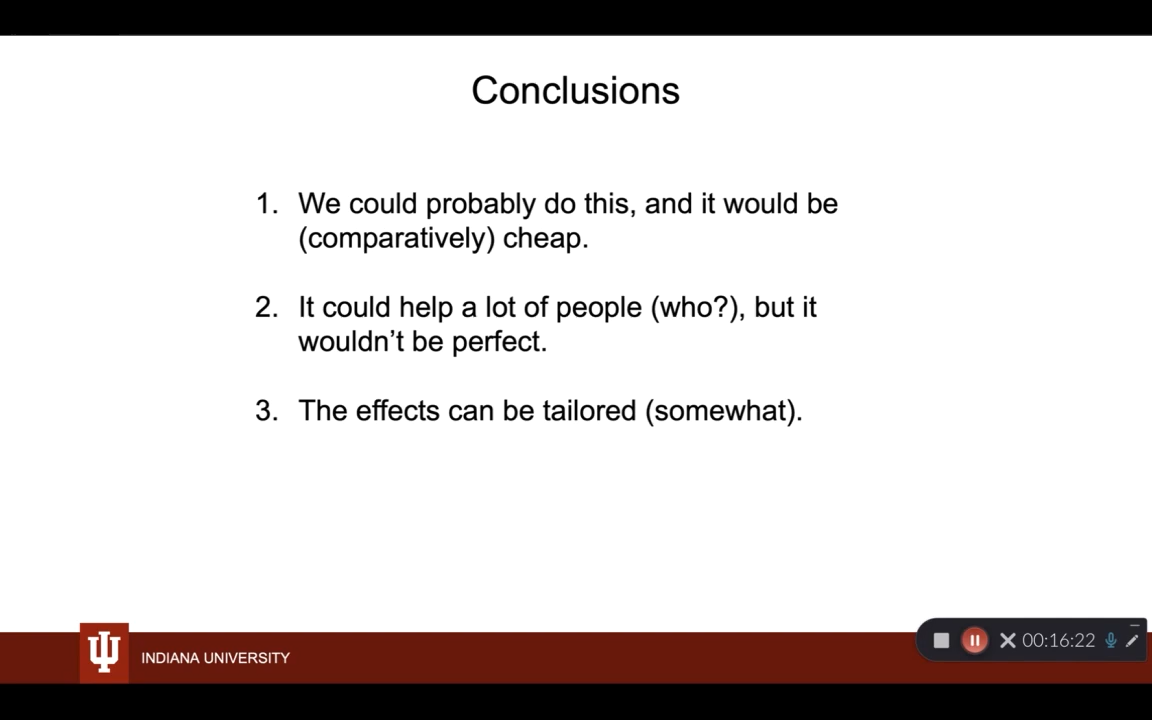 Conclusions
1. We could probably do this, and it would be
(comparatively) cheap.
2. It could help a lot of people (who?), but it
wouldn’t be perfect.
3. The effects can be tailored (somewhat).
INDIANA UNIVERSITY
00:16:22